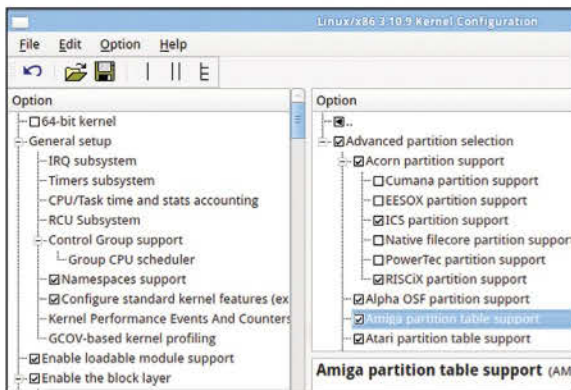 Linux/x86 3.10.9 Kernel Configuration
File Edit Option Help
Option
64-bit kernel
General setup
IRQ subsystem
Timers subsystem
CPU/Task time and stats accounting
RCU Subsystem
Control Group support
Group CPU scheduler
Namespaces support
Configure standard kernel features (ex
Kernel Performance Events And Counters
GCOV-based kernel profiling
Enable loadable module support
Enable the block layer
Option
..
Advanced partition selection
Acorn partition support
Cumana partition support
EESOX partition support
ICS partition support
Native filecore partition support
PowerTec partition support
RISCiX partition support
Alpha OSF partition support
Amiga partition table support
Atari partition table support
Amiga partition table support (AM